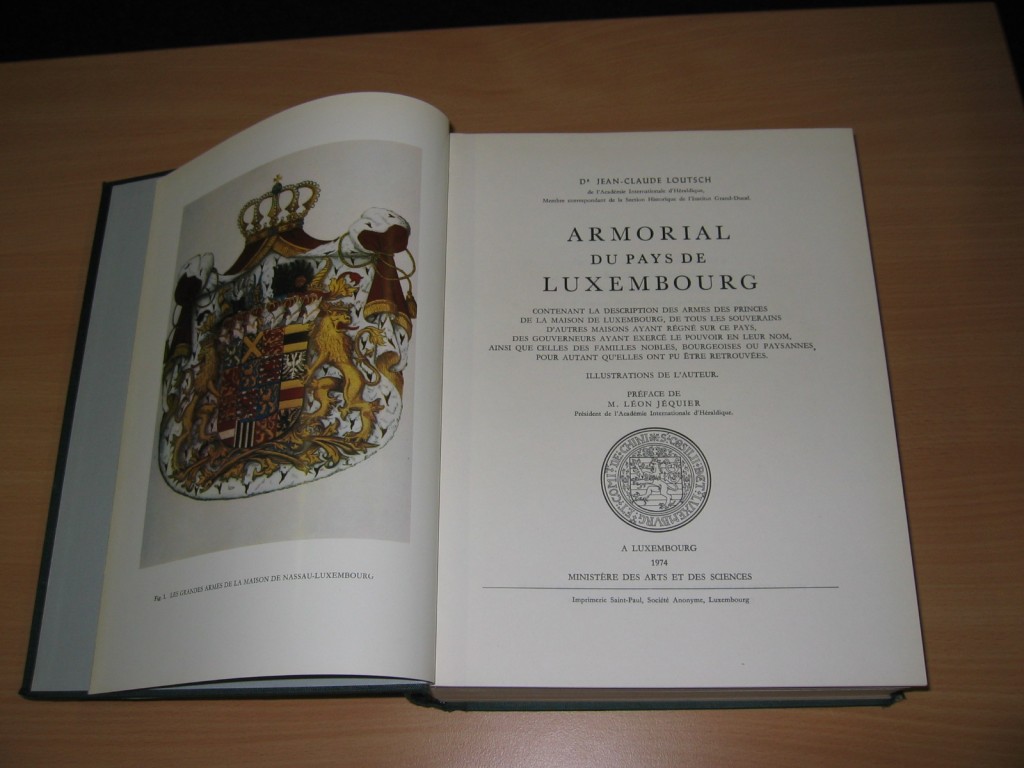 Fig. 1. LES GRANDES ARMES DE LA MAISON DE NASSAU-LUXEMBOURG
Dr JEAN-CLAUDE LOUTSCH
de l'Académie Internationale d'Héraldique,
Membre correspondant de la Section Historique de l'Institut Grand-Ducal.
ARMORIAL
DU PAYS DE
LUXEMBOURG
CONTENANT LA DESCRIPTION DES ARMES DES PRINCES
DE LA MAISON DE LUXEMBOURG, DE TOUS LES SOUVERAINS
D'AUTRES MAISONS AYANT RÉGNÉ SUR CE PAYS,
DES GOUVERNEURS AYANT EXERCÉ LE POUVOIR EN LEUR NOM,
AINSI QUE CELLES DES FAMILLES NOBLES, BOURGEOISES OU PAYSANNES,
POUR AUTANT QU'ELLES ONT PU ÊTRE RETROUVÉES.
ILLUSTRATIONS DE L'AUTEUR.
PRÉFACE DE
M. LÉON JÉQUIER
Président de l'Académie Internationale d'Héraldique.
A LUXEMBOURG
1974
MINISTÈRE DES ARTS ET DES SCIENCES
Imprimerie Saint-Paul, Société Anonyme, Luxembourg